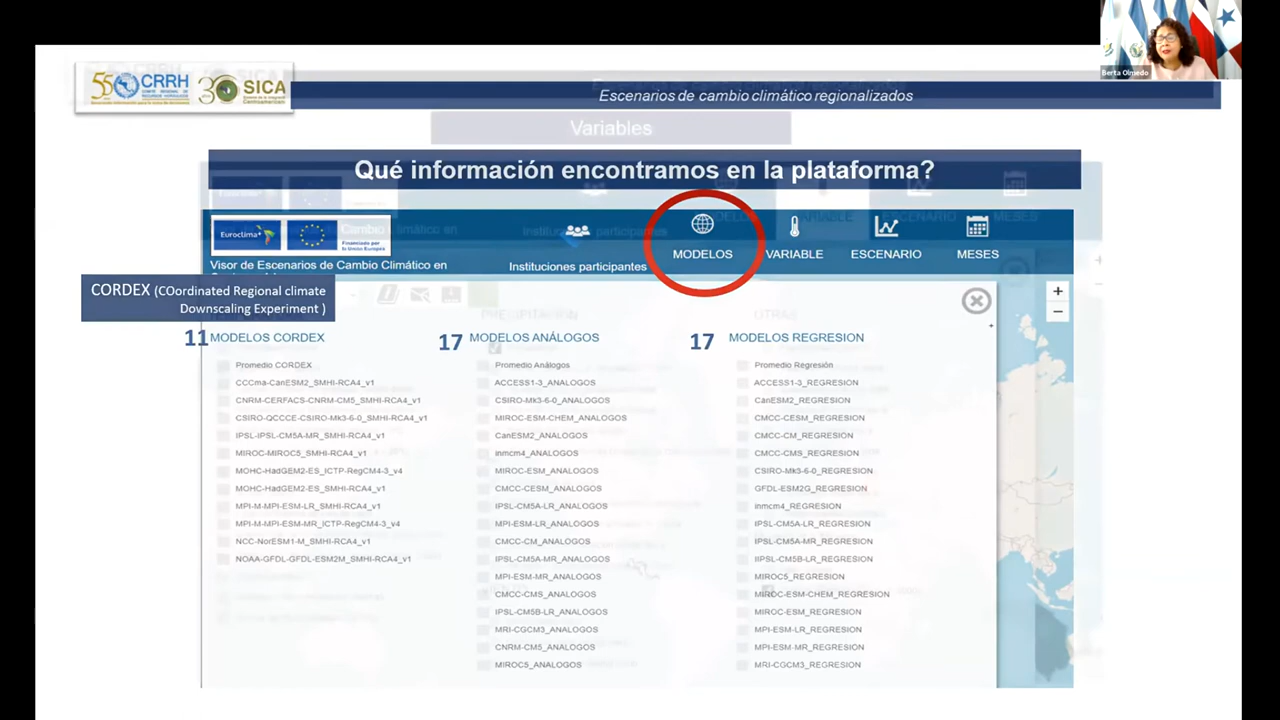 Berta Olmedo
55 CRRH
30 SICA
Escenarios de cambio climático regionalizados
Variables
Qué información encontramos en la plataforma?
Euroclima+
Financiado por
la Unión Europea
Visor de Escenarios de Cambio Climático en
Instituciones participantes
MODELOS
VARIABLE
ESCENARIO
MESES
CORDEX (COordinated Regional climate
Downscaling Experiment )
+
−
11 MODELOS CORDEX
Promedio CORDEX
CCCma-CanESM2_SMHI-RCA4_v1
CNRM-CERFACS-CNRM-CM5_SMHI-RCA4_v1
CSIRO-QCCCE-CSIRO-Mk3-6-0_SMHI-RCA4_v1
IPSL-IPSL-CM5A-MR_SMHI-RCA4_v1
MIROC-MIROC5_SMHI-RCA4_v1
MOHC-HadGEM2-ES_ICTP-RegCM4-3_v4
MOHC-HadGEM2-ES_SMHI-RCA4_v1
MPI-M-MPI-ESM-LR_SMHI-RCA4_v1
MPI-M-MPI-ESM-MR_ICTP-RegCM4-3_v4
NCC-NorESM1-M_SMHI-RCA4_v1
NOAA-GFDL-GFDL-ESM2M_SMHI-RCA4_v1
17 MODELOS ANÁLOGOS
Promedio Análogos
ACCESS1-3_ANALOGOS
CSIRO-Mk3-6-0_ANALOGOS
MIROC-ESM-CHEM_ANALOGOS
CanESM2_ANALOGOS
inmcm4_ANALOGOS
MIROC-ESM_ANALOGOS
CMCC-CESM_ANALOGOS
IPSL-CM5A-LR_ANALOGOS
MPI-ESM-LR_ANALOGOS
CMCC-CM_ANALOGOS
IPSL-CM5A-MR_ANALOGOS
MPI-ESM-MR_ANALOGOS
CMCC-CMS_ANALOGOS
IPSL-CM5B-LR_ANALOGOS
MRI-CGCM3_ANALOGOS
CNRM-CM5_ANALOGOS
MIROC5_ANALOGOS
17 MODELOS REGRESION
Promedio Regresión
ACCESS1-3_REGRESION
CanESM2_REGRESION
CMCC-CESM_REGRESION
CMCC-CM_REGRESION
CMCC-CMS_REGRESION
CSIRO-Mk3-6-0_REGRESION
GFDL-ESM2G_REGRESION
inmcm4_REGRESION
IPSL-CM5A-LR_REGRESION
IPSL-CM5A-MR_REGRESION
IIPSL-CM5B-LR_REGRESION
MIROC5_REGRESION
MIROC-ESM-CHEM_REGRESION
MIROC-ESM_REGRESION
MPI-ESM-LR_REGRESION
MPI-ESM-MR_REGRESION
MRI-CGCM3_REGRESION